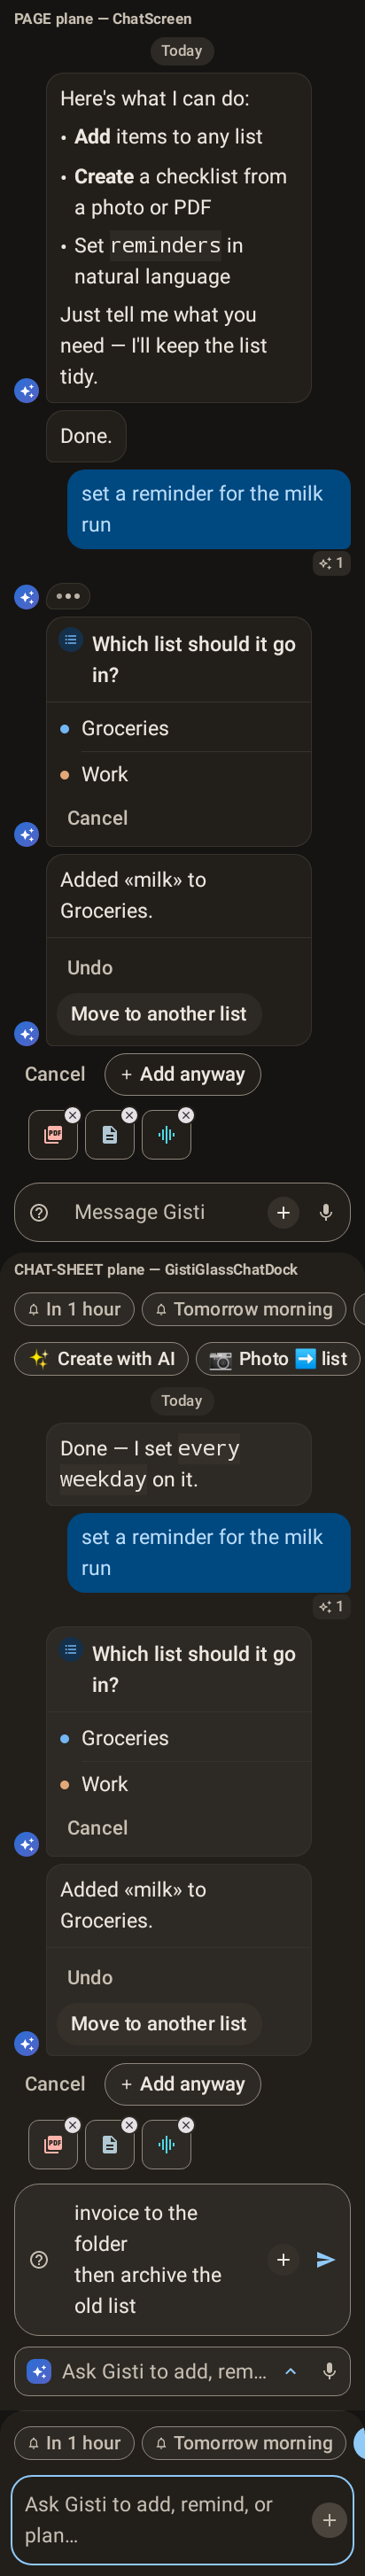 PAGE plane — ChatScreen
Today
Here's what I can do:
• Add items to any list
• Create a checklist from
a photo or PDF
• Set reminders in
natural language
Just tell me what you
need — I'll keep the list
tidy.
Done.
set a reminder for the milk
run
1
Which list should it go
in?
Groceries
Work
Cancel
Added «milk» to
Groceries.
Undo
Move to another list
Cancel
+ Add anyway
PDF
Message Gisti
CHAT-SHEET plane — GistiGlassChatDock
In 1 hour
Tomorrow morning
✨ Create with AI
📷 Photo ➡️ list
Today
Done — I set every
weekday on it.
set a reminder for the milk
run
1
Which list should it go
in?
Groceries
Work
Cancel
Added «milk» to
Groceries.
Undo
Move to another list
Cancel
+ Add anyway
PDF
invoice to the
folder
then archive the
old list
Ask Gisti to add, rem...
In 1 hour
Tomorrow morning
Ask Gisti to add, remind, or
plan...